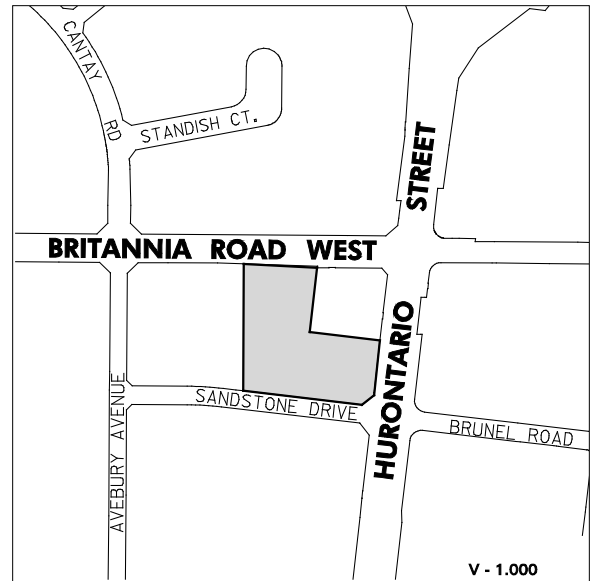 CANTAY RD
STANDISH CT.
STREET
BRITANNIA ROAD WEST
HURONTARIO
SANDSTONE DRIVE
AVEBURY AVENUE
BRUNEL ROAD
V - 1.000